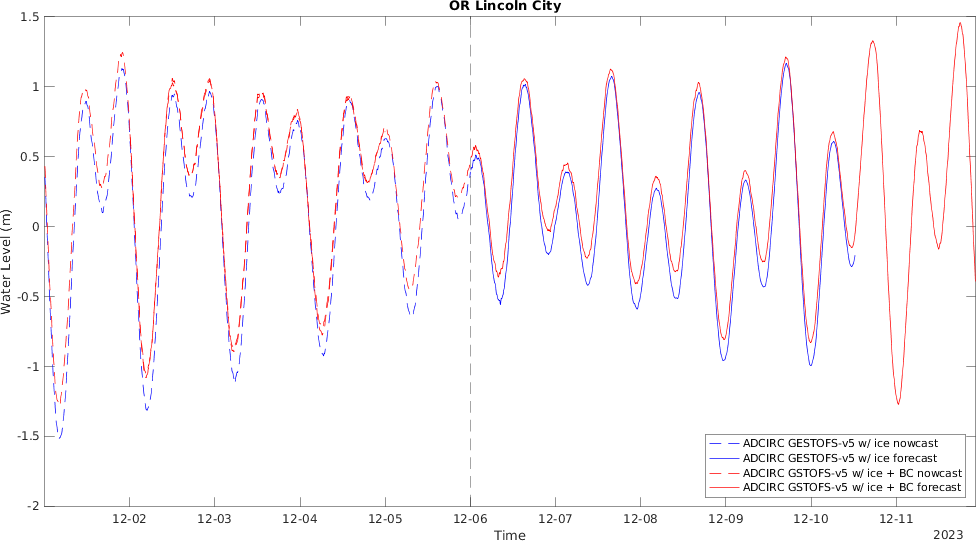 OR Lincoln City
1.5
1
0.5
0
-0.5
-1
-1.5
-2
Water Level (m)
12-02
12-03
12-04
12-05
12-06
12-07
12-08
12-09
12-10
12-11
Time
2023
ADCIRC GESTOFS-v5 w/ ice nowcast
ADCIRC GESTOFS-v5 w/ ice forecast
ADCIRC GSTOFS-v5 w/ ice + BC nowcast
ADCIRC GSTOFS-v5 w/ ice + BC forecast